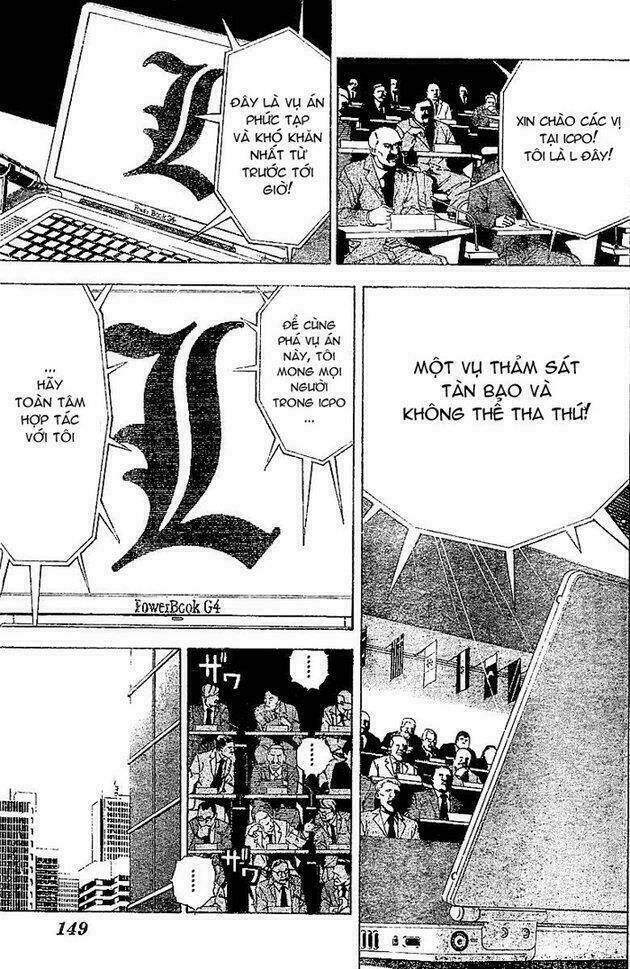 XIN CHÀO CÁC VỊ
TẠI ICPO!
TÔI LÀ L ĐÂY!
ĐÂY LÀ VỤ ÁN
PHỨC TẠP
VÀ KHÓ KHĂN
NHẤT TỪ
TRƯỚC TỚI
GIỜ!
L
MỘT VỤ THẢM SÁT
TÀN BẠO VÀ
KHÔNG THỂ THA THỨ!
ĐỂ CÙNG
PHÁ VỤ ÁN
NÀY, TÔI
MONG MỌI
NGƯỜI
TRONG ICPO
...
L
...
HÃY
TOÀN TÂM
HỢP TÁC
VỚI TÔI
PowerBook G4
ザワ
......
......
ザワ
......
149